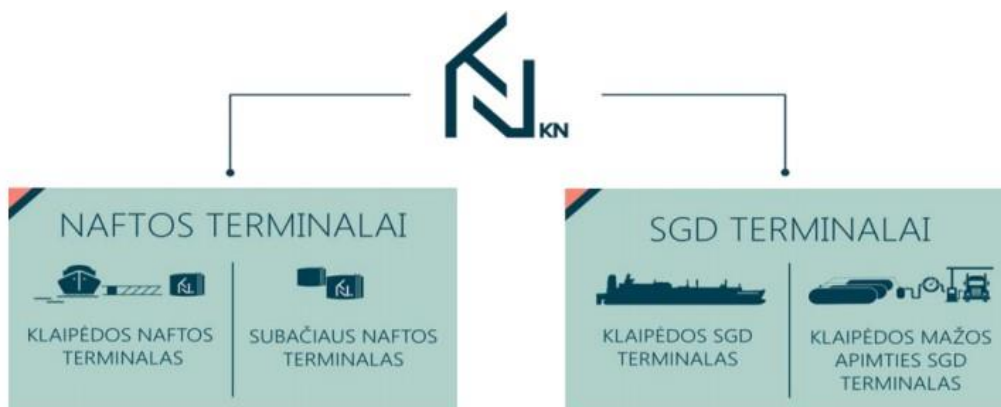 KN
NAFTOS TERMINALAI
KLAIPĖDOS NAFTOS
TERMINALAS
SUBAČIAUS NAFTOS
TERMINALAS
SGD TERMINALAI
KLAIPĖDOS SGD
TERMINALAS
KLAIPĖDOS MAŽOS
APIMTIES SGD
TERMINALAS